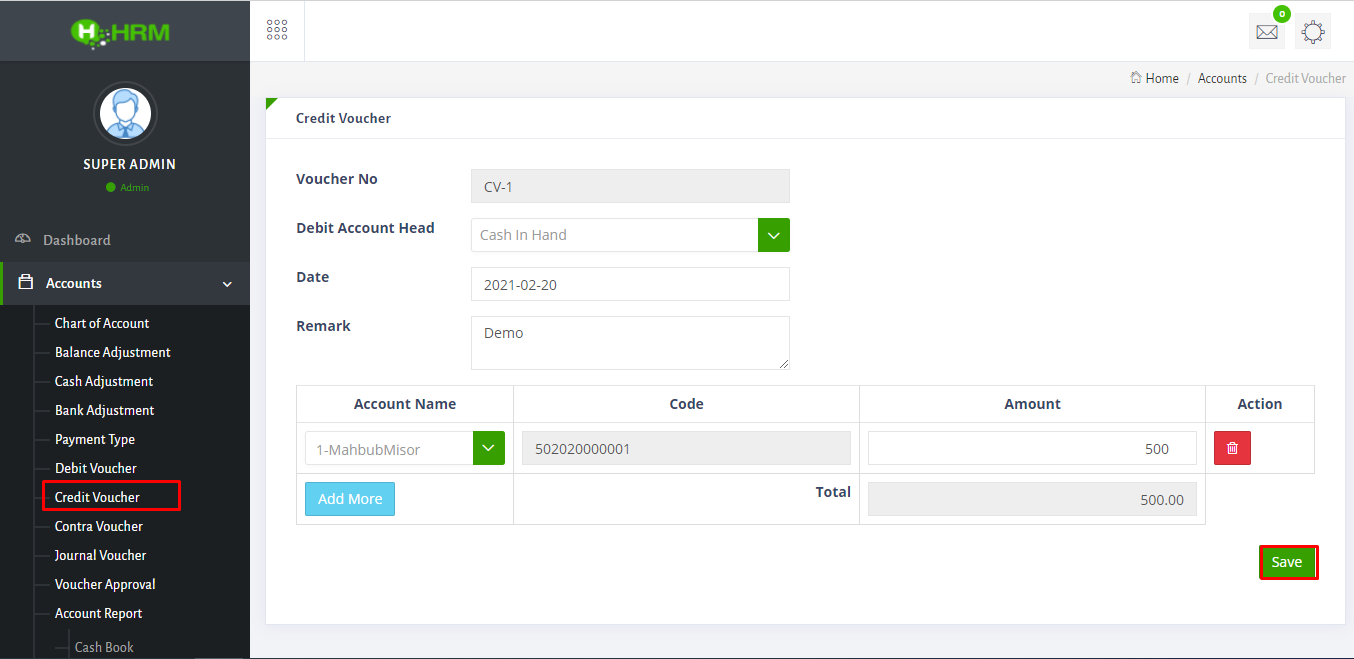 H HRM
0
Home / Accounts / Credit Voucher
SUPER ADMIN
Admin
Dashboard
Accounts
Chart of Account
Balance Adjustment
Cash Adjustment
Bank Adjustment
Payment Type
Debit Voucher
Credit Voucher
Contra Voucher
Journal Voucher
Voucher Approval
Account Report
Cash Book
Credit Voucher
Voucher No CV-1
Debit Account Head Cash In Hand
Date 2021-02-20
Remark Demo
Account Name Code Amount Action
1-MahbubMisor 502020000001 500
Add More Total 500.00
Save